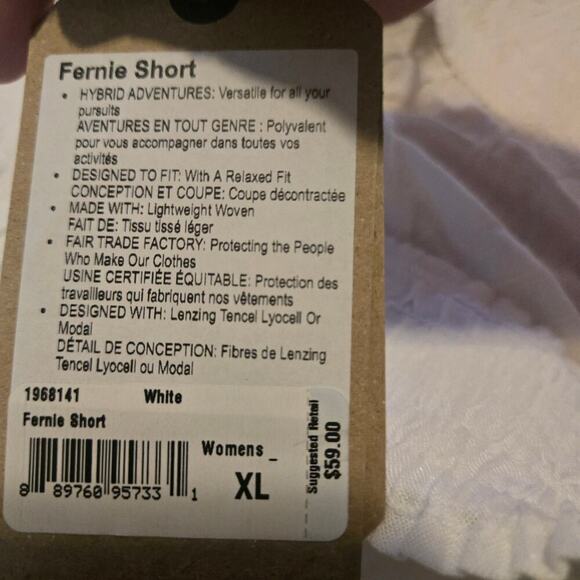 Fernie Short
• HYBRID ADVENTURES: Versatile for all your
pursuits
AVENTURES EN TOUT GENRE : Polyvalent
pour vous accompagner dans toutes vos
activités
• DESIGNED TO FIT: With A Relaxed Fit
CONCEPTION ET COUPE: Coupe décontractée
• MADE WITH: Lightweight Woven
FAIT DE: Tissu tissé léger
• FAIR TRADE FACTORY: Protecting the People
Who Make Our Clothes
USINE CERTIFIÉE ÉQUITABLE: Protection des
travailleurs qui fabriquent nos vêtements
• DESIGNED WITH: Lenzing Tencel Lyocell Or
Modal
DÉTAIL DE CONCEPTION: Fibres de Lenzing
Tencel Lyocell ou Modal
1968141 White
Fernie Short
Womens _
XL
8 89760 95733 1
Suggested Retail
$59.00